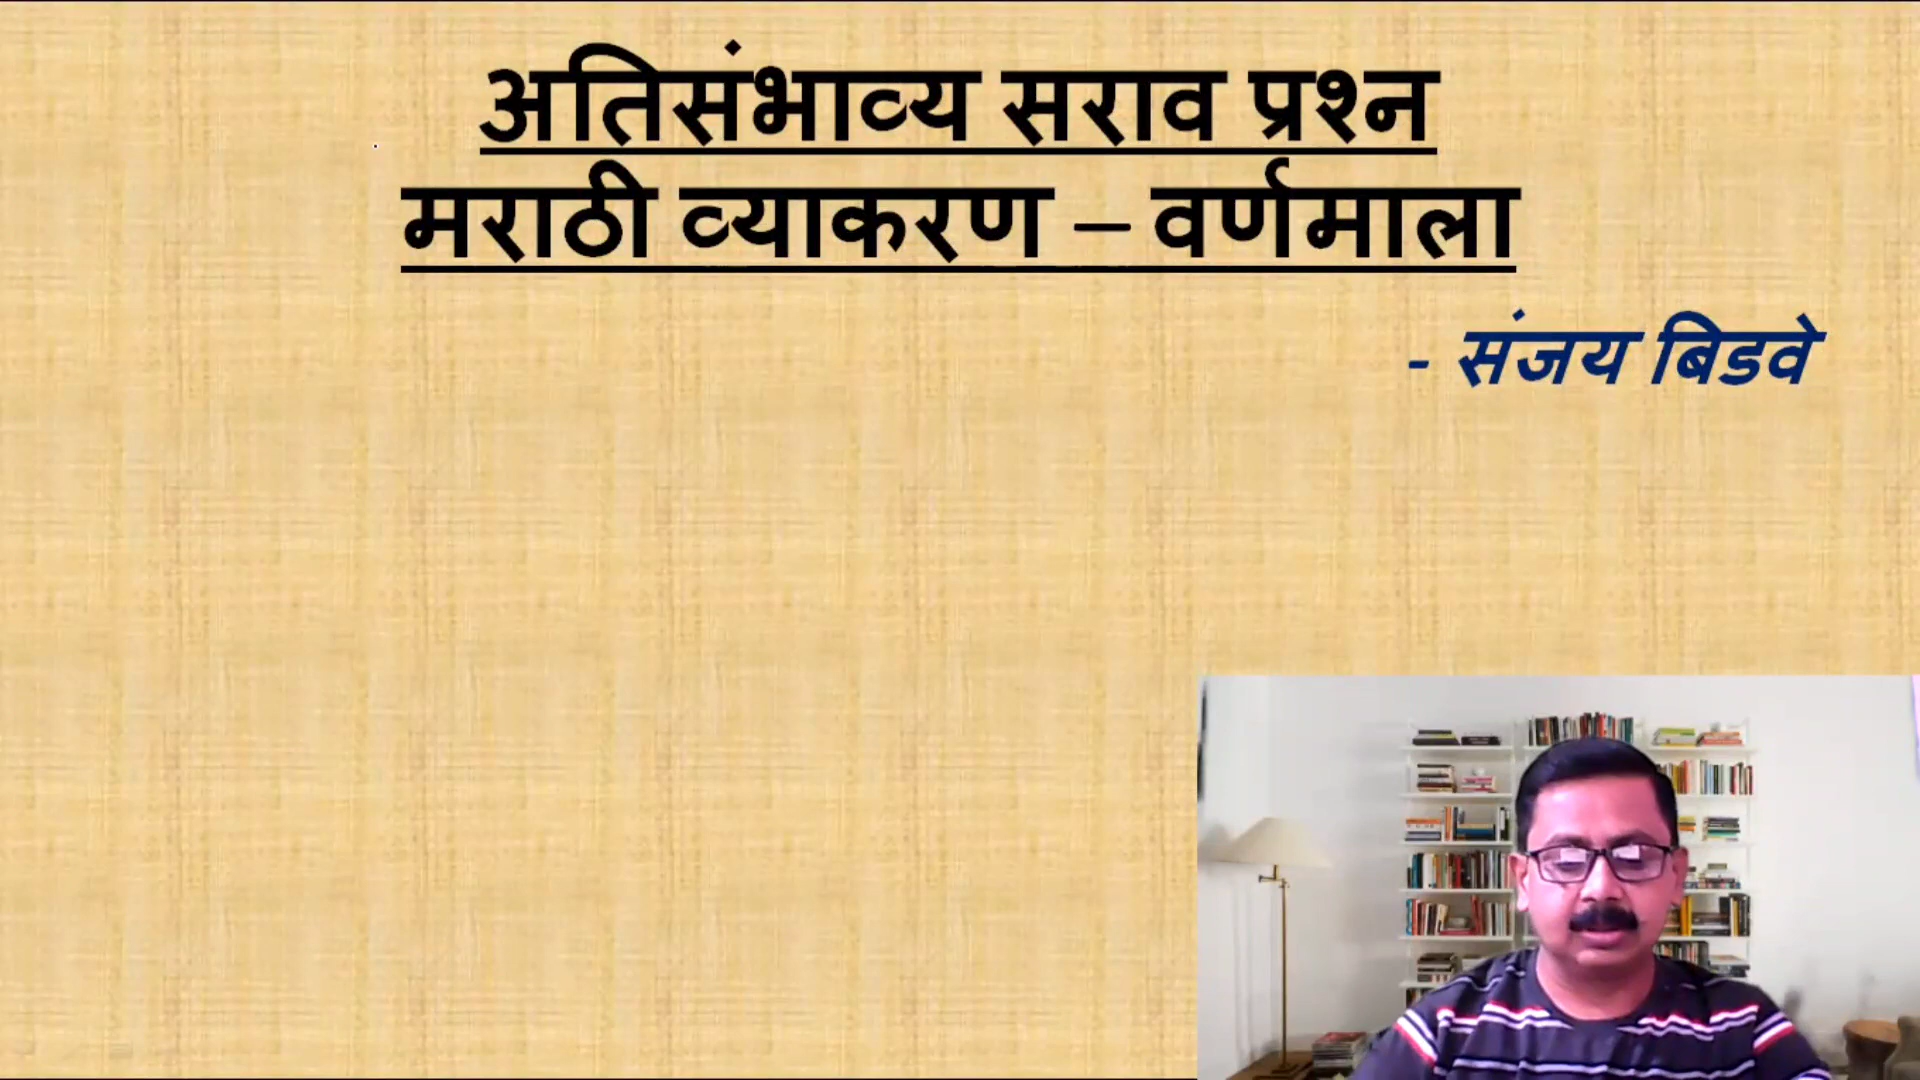 अतिसंभाव्य सराव प्रश्न
मराठी व्याकरण – वर्णमाला
- संजय बिडवे